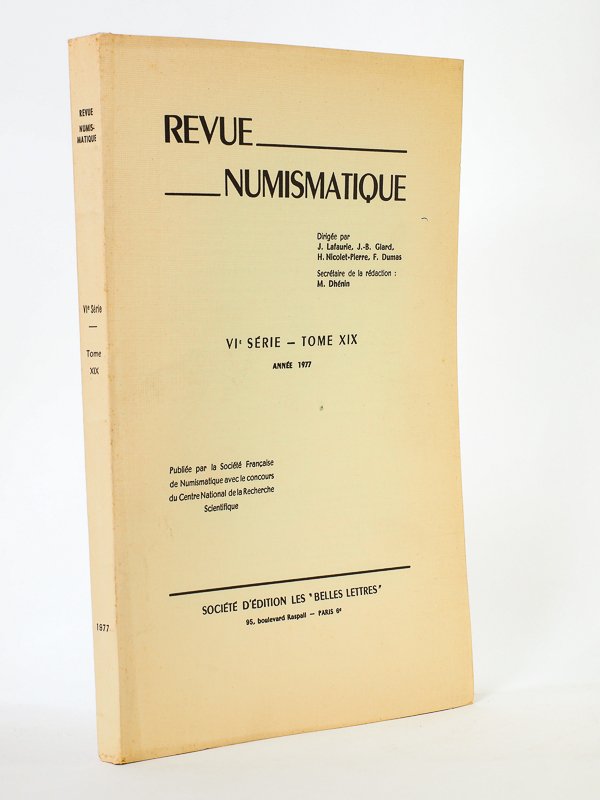 REVUE
NUMIS-
MATIQUE
VIe Série
Tome
XIX
1977
REVUE
NUMISMATIQUE
Dirigée par
J. Lafaurie, J.-B. Giard,
H. Nicolet-Pierre, F. Dumas
Secrétaire de la rédaction :
M. Dhénin
VIe SÉRIE — TOME XIX
ANNÉE 1977
Publiée par la Société Française
de Numismatique avec le concours
du Centre National de la Recherche
Scientifique
SOCIÉTÉ D'ÉDITION LES "BELLES LETTRES"
95, boulevard Raspail — PARIS 6e